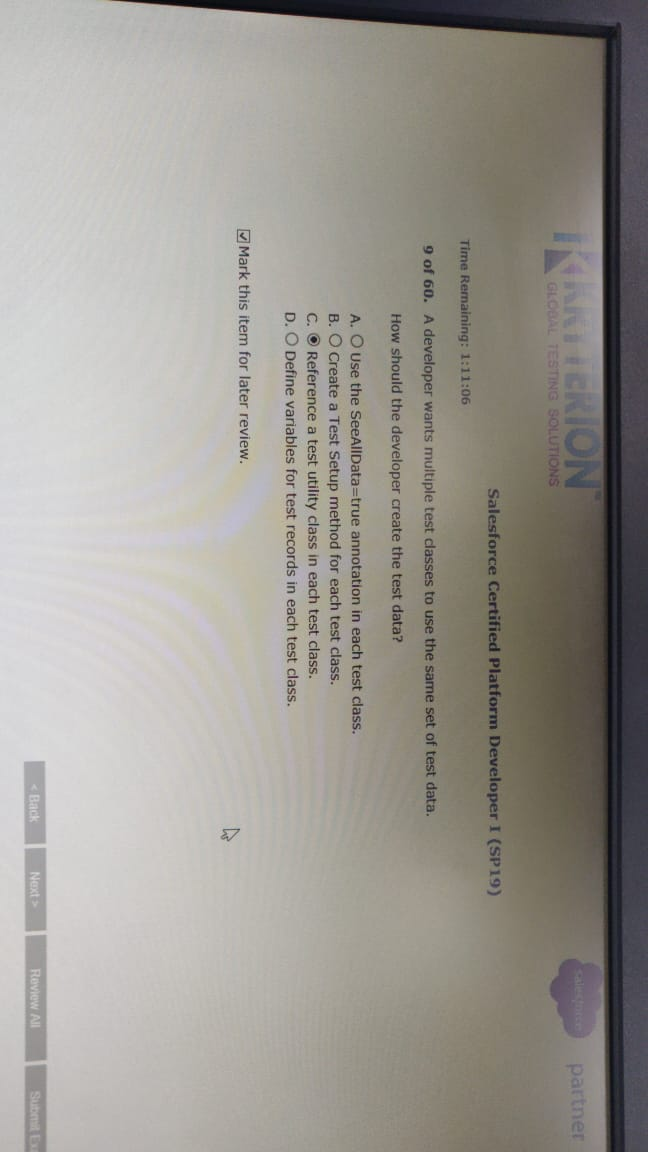 KRYTERION™
GLOBAL TESTING SOLUTIONS
salesforce partner
Salesforce Certified Platform Developer I (SP19)
Time Remaining: 1:11:06
9 of 60. A developer wants multiple test classes to use the same set of test data.
How should the developer create the test data?
A. Use the SeeAllData=true annotation in each test class.
B. Create a Test Setup method for each test class.
C. Reference a test utility class in each test class.
D. Define variables for test records in each test class.
Mark this item for later review.
< Back Next > Review All Submit Ex